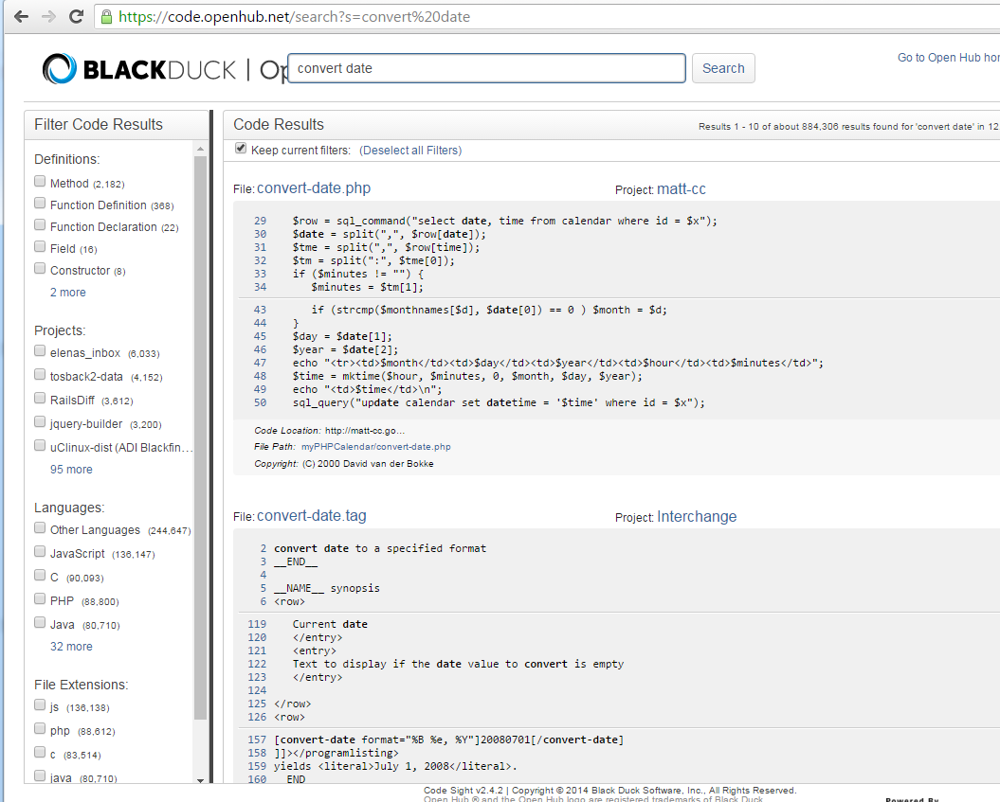 https://code.openhub.net/search?s=convert%20date
BLACKDUCK | Op
convert date
Search
Go to Open Hub hom
Filter Code Results
Definitions:
Method (2,182)
Function Definition (368)
Function Declaration (22)
Field (16)
Constructor (8)
2 more
Projects:
elenas_inbox (6,033)
tosback2-data (4,152)
RailsDiff (3,612)
jquery-builder (3,200)
uClinux-dist (ADI Blackfin…
95 more
Languages:
Other Languages (244,647)
JavaScript (136,147)
C (90,093)
PHP (88,800)
Java (80,710)
32 more
File Extensions:
js (136,138)
php (88,612)
c (83,514)
java (80,710)
Code Results
Results 1 - 10 of about 884,306 results found for 'convert date' in 12
Keep current filters: (Deselect all Filters)
File: convert-date.php
Project: matt-cc
29 $row = sql_command("select date, time from calendar where id = $x");
30 $date = split(",", $row[date]);
31 $tme = split(",", $row[time]);
32 $tm = split(":", $tme[0]);
33 if ($minutes != "") {
34 $minutes = $tm[1];
43 if (strcmp($monthnames[$d], $date[0]) == 0 ) $month = $d;
44 }
45 $day = $date[1];
46 $year = $date[2];
47 echo "<tr><td>$month</td><td>$day</td><td>$year</td><td>$hour</td><td>$minutes</td>";
48 $time = mktime($hour, $minutes, 0, $month, $day, $year);
49 echo "<td>$time</td>\n";
50 sql_query("update calendar set datetime = '$time' where id = $x");
Code Location: http://matt-cc.go...
File Path: myPHPCalendar/convert-date.php
Copyright: (C) 2000 David van der Bokke
File: convert-date.tag
Project: Interchange
2 convert date to a specified format
3 __END__
4
5 __NAME__ synopsis
6 <row>
119 Current date
120 </entry>
121 <entry>
122 Text to display if the date value to convert is empty
123 </entry>
124
125 </row>
126 <row>
157 [convert-date format="%B %e, %Y"]20080701[/convert-date]
158 ]]></programlisting>
159 yields <literal>July 1, 2008</literal>.
160 END
Code Sight v2.4.2 | Copyright © 2014 Black Duck Software, Inc., All Rights Reserved.
Open Hub ® and the Open Hub logo are registered trademarks of Black Duck
Powered By